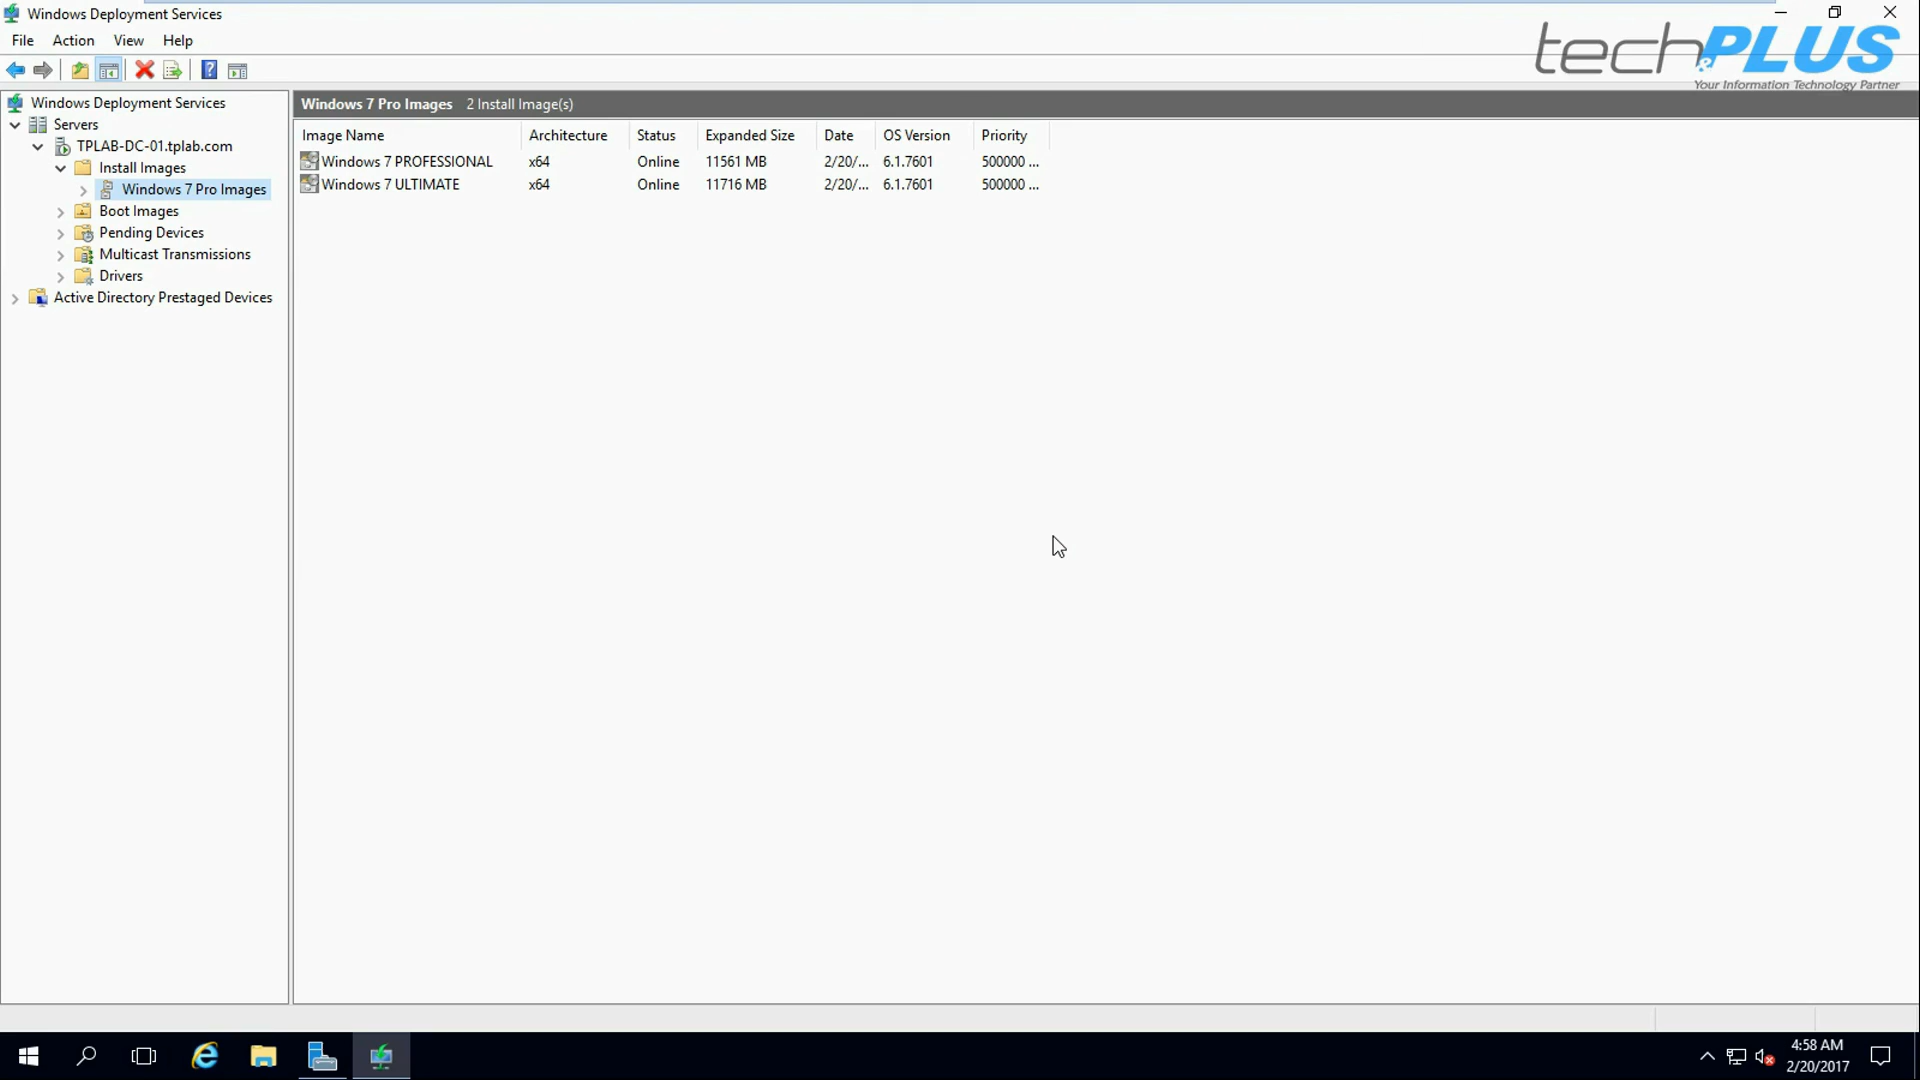 Windows Deployment Services
File Action View Help
tech&PLUS
Your Information Technology Partner
Windows Deployment Services
Servers
TPLAB-DC-01.tplab.com
Install Images
Windows 7 Pro Images
Boot Images
Pending Devices
Multicast Transmissions
Drivers
Active Directory Prestaged Devices
Windows 7 Pro Images 2 Install Image(s)
Image Name Architecture Status Expanded Size Date OS Version Priority
Windows 7 PROFESSIONAL x64 Online 11561 MB 2/20/... 6.1.7601 500000 ...
Windows 7 ULTIMATE x64 Online 11716 MB 2/20/... 6.1.7601 500000 ...
4:58 AM
2/20/2017